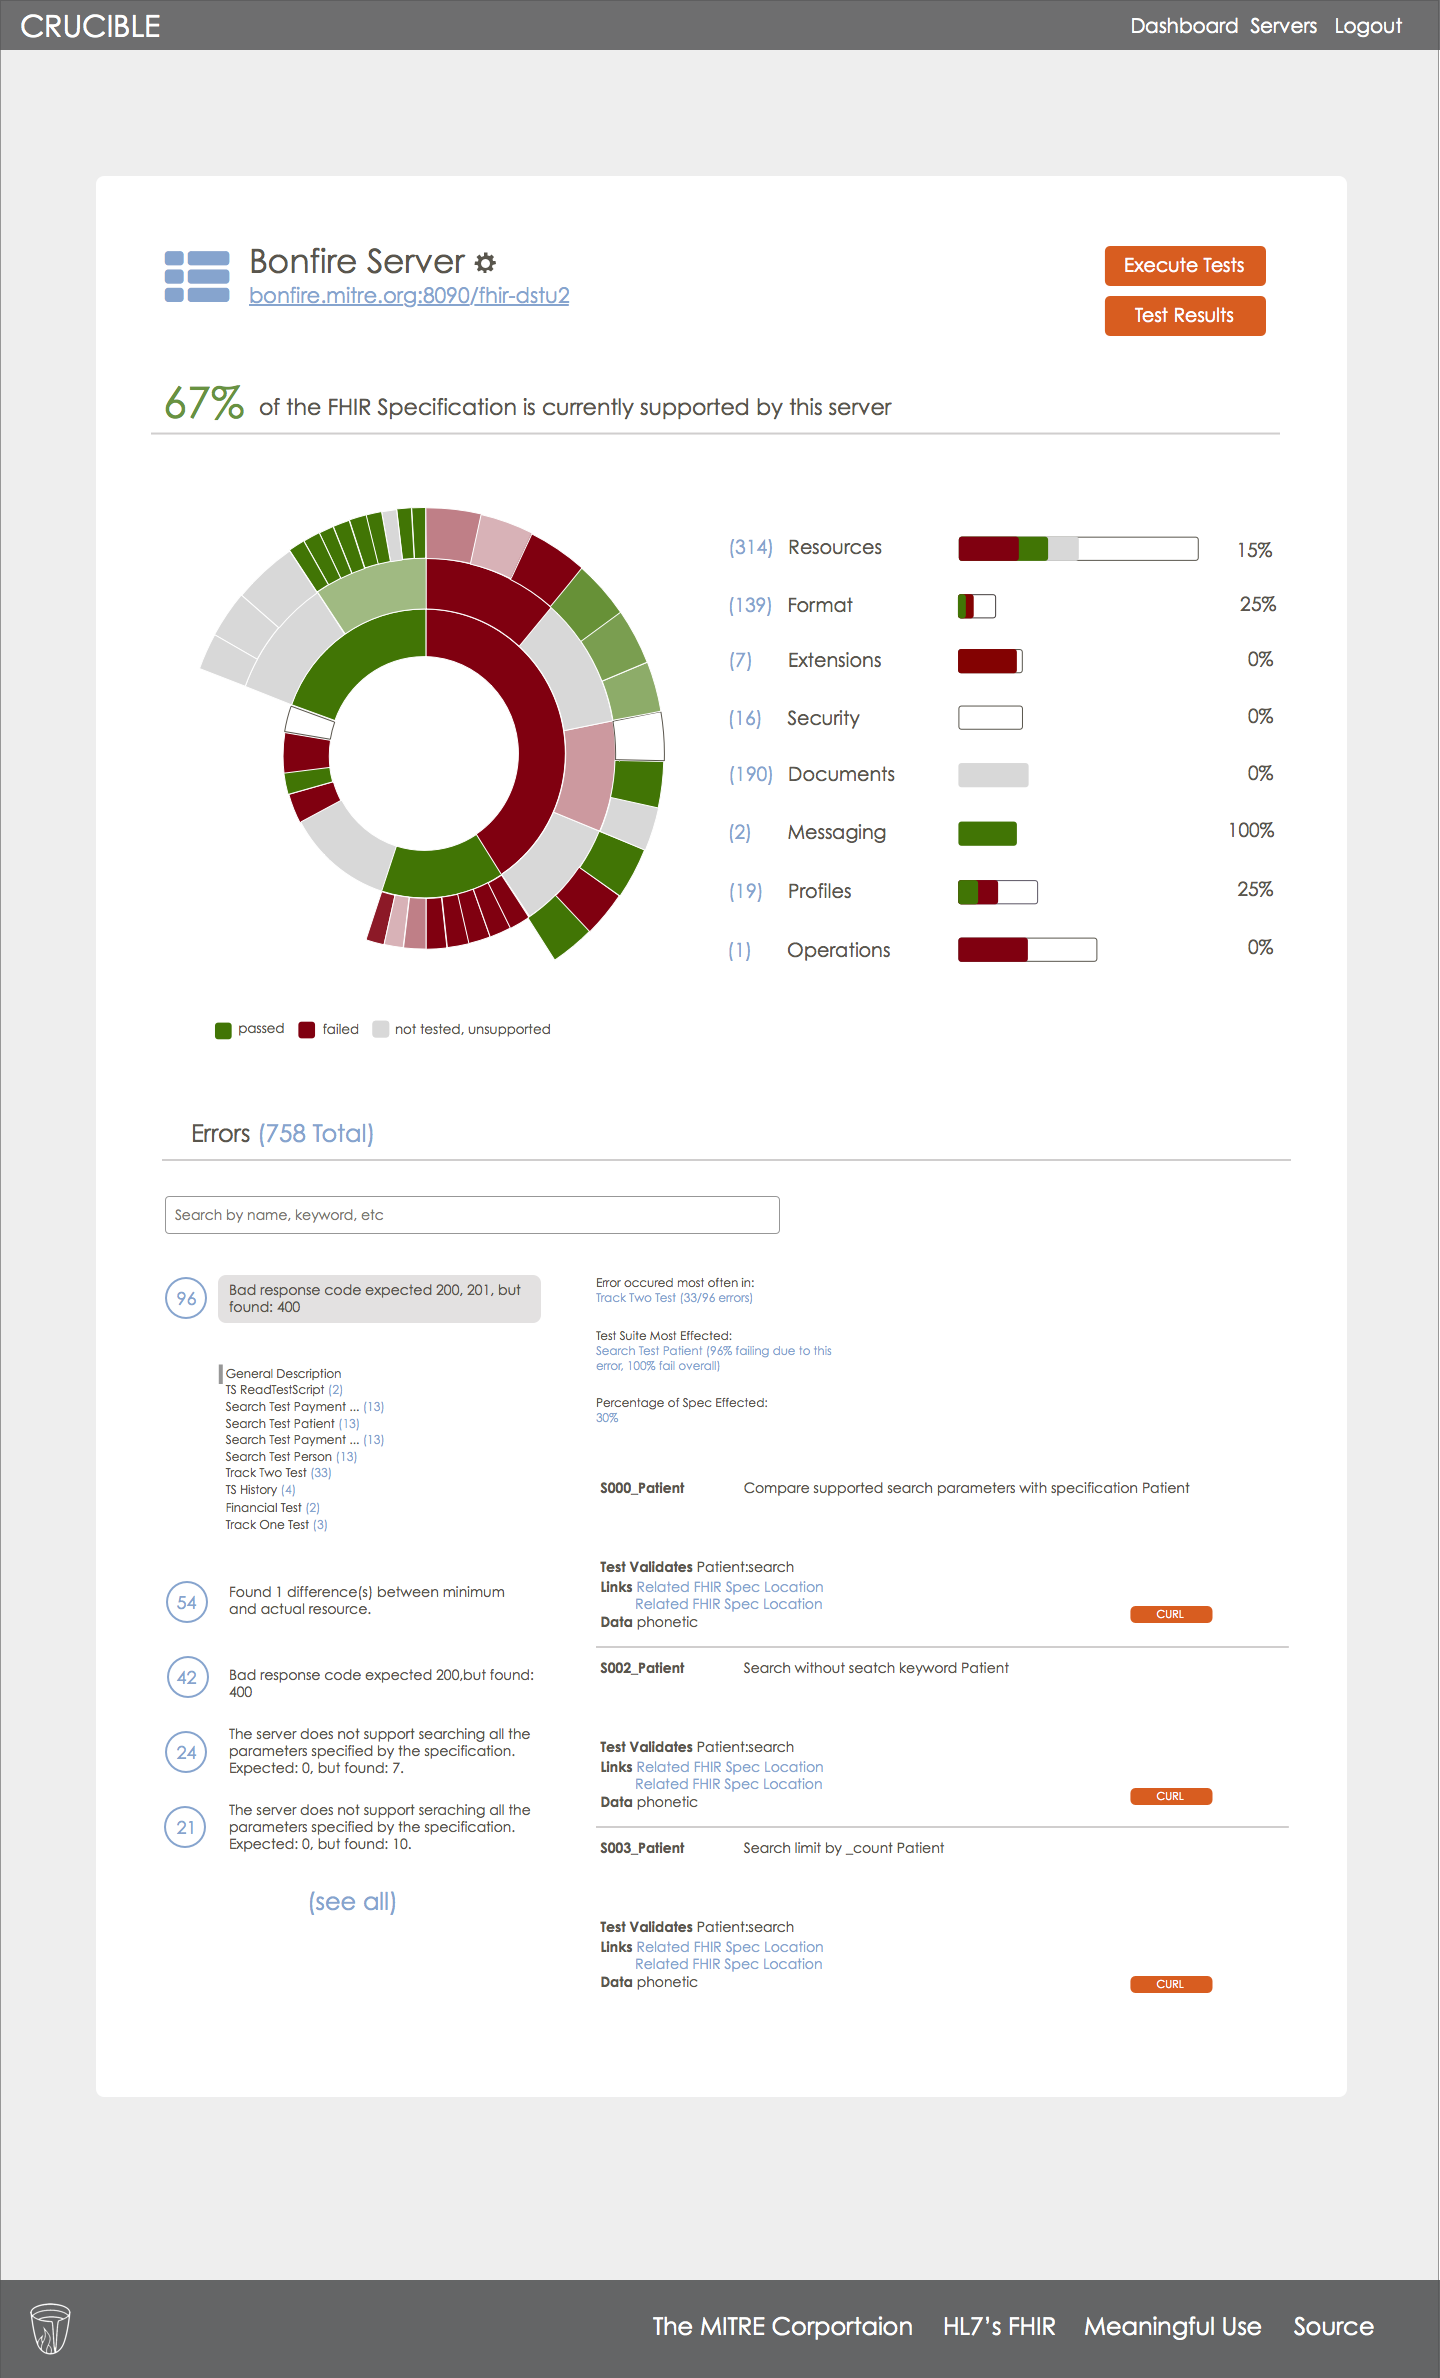 CRUCIBLE
Dashboard Servers Logout
Bonfire Server
bonfire.mitre.org:8090/fhir-dstu2
Execute Tests
Test Results
67% of the FHIR Specification is currently supported by this server
(314) Resources 15%
(139) Format 25%
(7) Extensions 0%
(16) Security 0%
(190) Documents 0%
(2) Messaging 100%
(19) Profiles 25%
(1) Operations 0%
passed failed not tested, unsupported
Errors (758 Total)
Search by name, keyword, etc
96
Bad response code expected 200, 201, but
found: 400
General Description
TS ReadTestScript (2)
Search Test Payment ... (13)
Search Test Patient (13)
Search Test Payment ... (13)
Search Test Person (13)
Track Two Test (33)
TS History (4)
Financial Test (2)
Track One Test (3)
54
Found 1 difference(s) between minimum
and actual resource.
42
Bad response code expected 200,but found:
400
24
The server does not support searching all the
parameters specified by the specification.
Expected: 0, but found: 7.
21
The server does not support seraching all the
parameters specified by the specification.
Expected: 0, but found: 10.
(see all)
Error occured most often in:
Track Two Test (33/96 errors)
Test Suite Most Effected:
Search Test Patient (96% failing due to this
error, 100% fail overall)
Percentage of Spec Effected:
30%
S000_Patient Compare supported search parameters with specification Patient
Test Validates Patient:search
Links Related FHIR Spec Location
Related FHIR Spec Location
Data phonetic
CURL
S002_Patient Search without seatch keyword Patient
Test Validates Patient:search
Links Related FHIR Spec Location
Related FHIR Spec Location
Data phonetic
CURL
S003_Patient Search limit by _count Patient
Test Validates Patient:search
Links Related FHIR Spec Location
Related FHIR Spec Location
Data phonetic
CURL
The MITRE Corportaion HL7's FHIR Meaningful Use Source